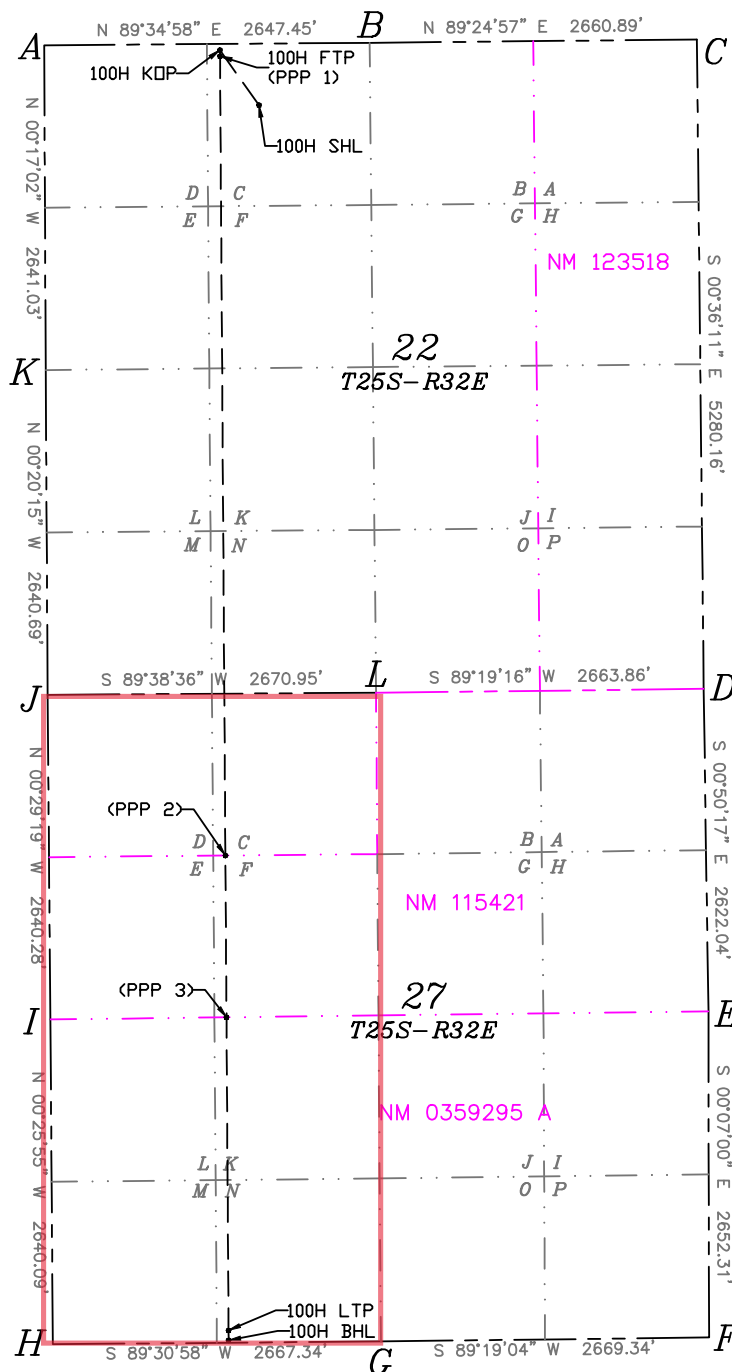 N 89°34'58" E 2647.45'
B
N 89°24'57" E 2660.89'
A
C
100H KOP
100H FTP
(PPP 1)
100H SHL
N 00°17'02" W 2641.03'
D C
E F
B A
G H
NM 123518
S 00°36'11" E 5280.16'
K
22
T25S-R32E
N 00°20'15" W 2640.69'
L K
M N
J I
O P
S 89°38'36" W 2670.95'
L
S 89°19'16" W 2663.86'
J
D
N 00°29'19" W 2640.28'
(PPP 2)
D C
E F
B A
G H
S 00°50'17" E 2622.04'
NM 115421
(PPP 3)
27
I
E
T25S-R32E
N 00°25'55" W 2640.09'
NM 0359295 A
S 00°07'00" E 2652.31'
L K
M N
J I
O P
100H LTP
100H BHL
H
S 89°30'58" W 2667.34'
G
S 89°19'04" W 2669.34'
F